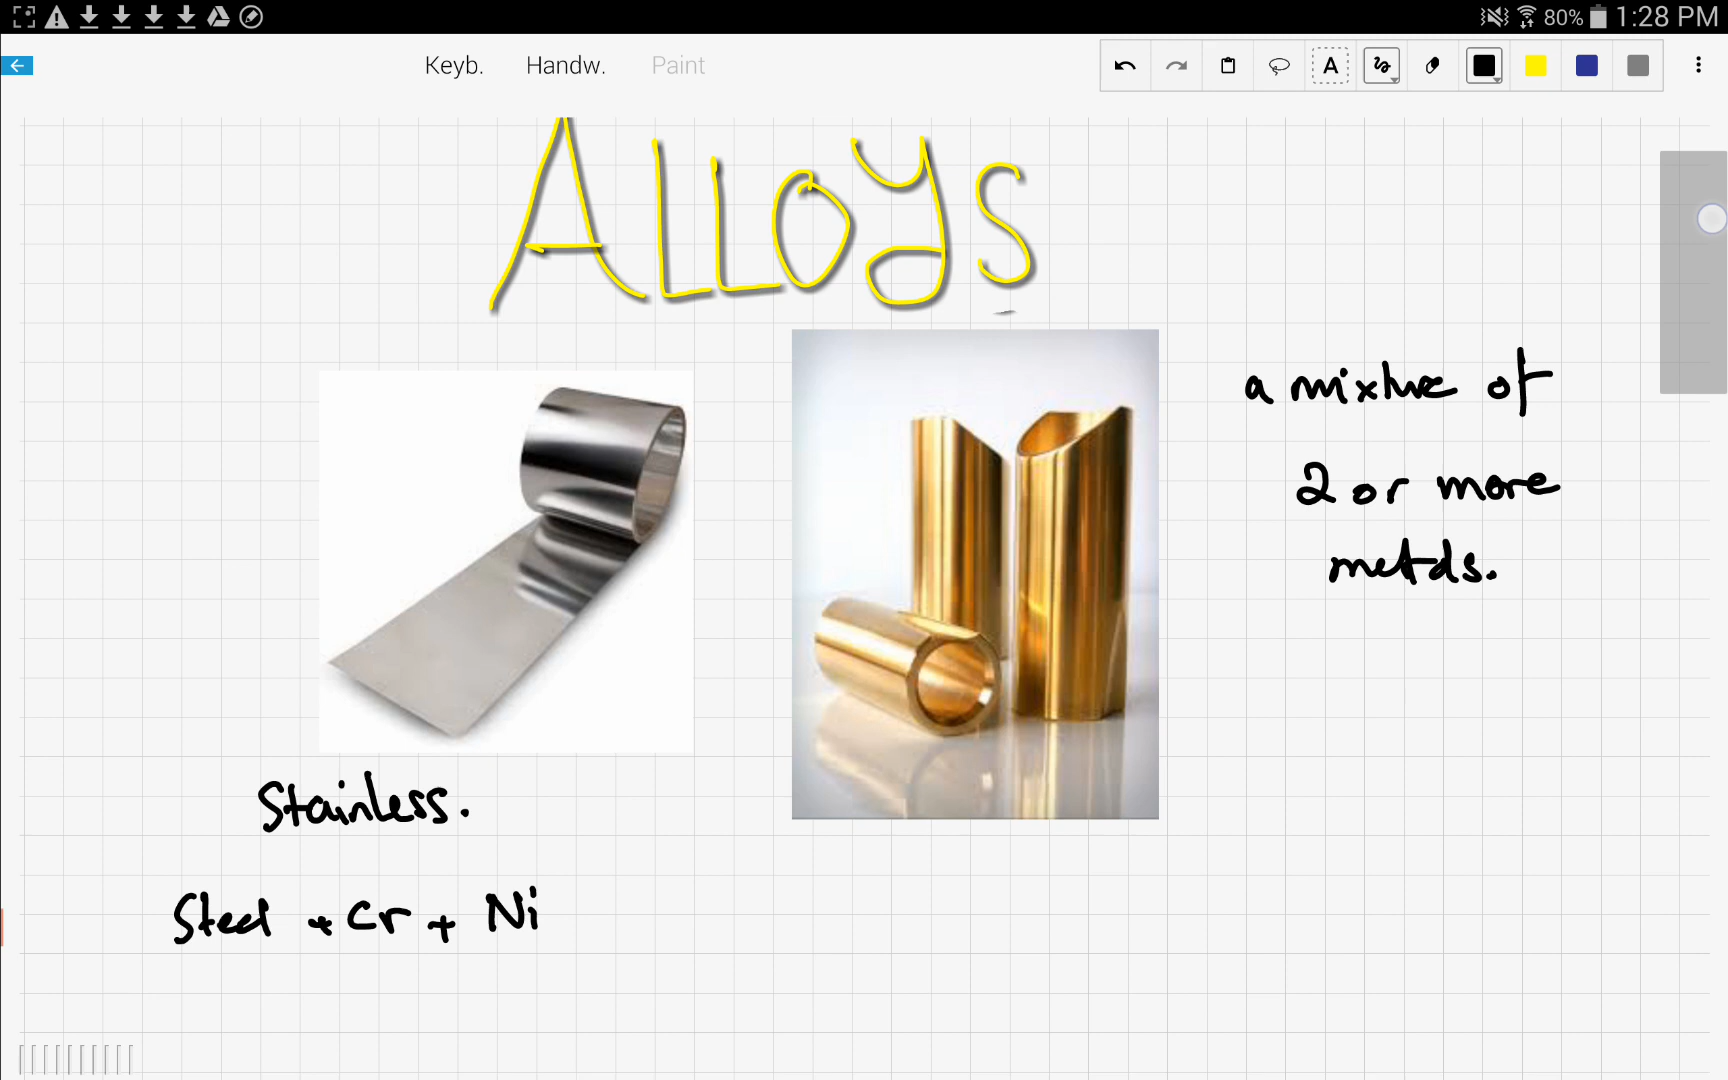 80% 1:28 PM
Keyb. Handw. Paint
A
ALLOYS
a mixture of
2 or more
metals.
Stainless.
Steel + Cr + Ni